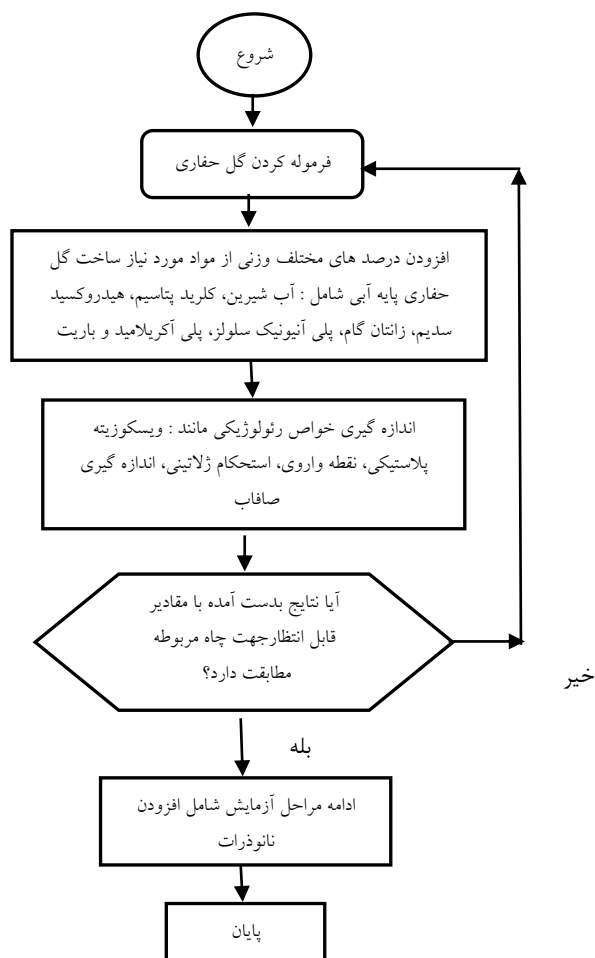 شروع
فرموله کردن گل حفاری
افزودن درصد های مختلف وزنی از مواد مورد نیاز ساخت گل
حفاری پایه آبی شامل : آب شیرین، کلرید پتاسیم، هیدروکسید
سدیم، زانتان گام، پلی آنیونیک سلولز، پلی آکریلامید و باریت
اندازه گیری خواص رئولوژیکی مانند : ویسکوزیته
پلاستیکی، نقطه واروی، استحکام ژلاتینی، اندازه گیری
صافاب
آیا نتایج بدست آمده با مقادیر
قابل انتظارجهت چاه مربوطه
مطابقت دارد؟
خیر
بله
ادامه مراحل آزمایش شامل افزودن
نانوذرات
پایان